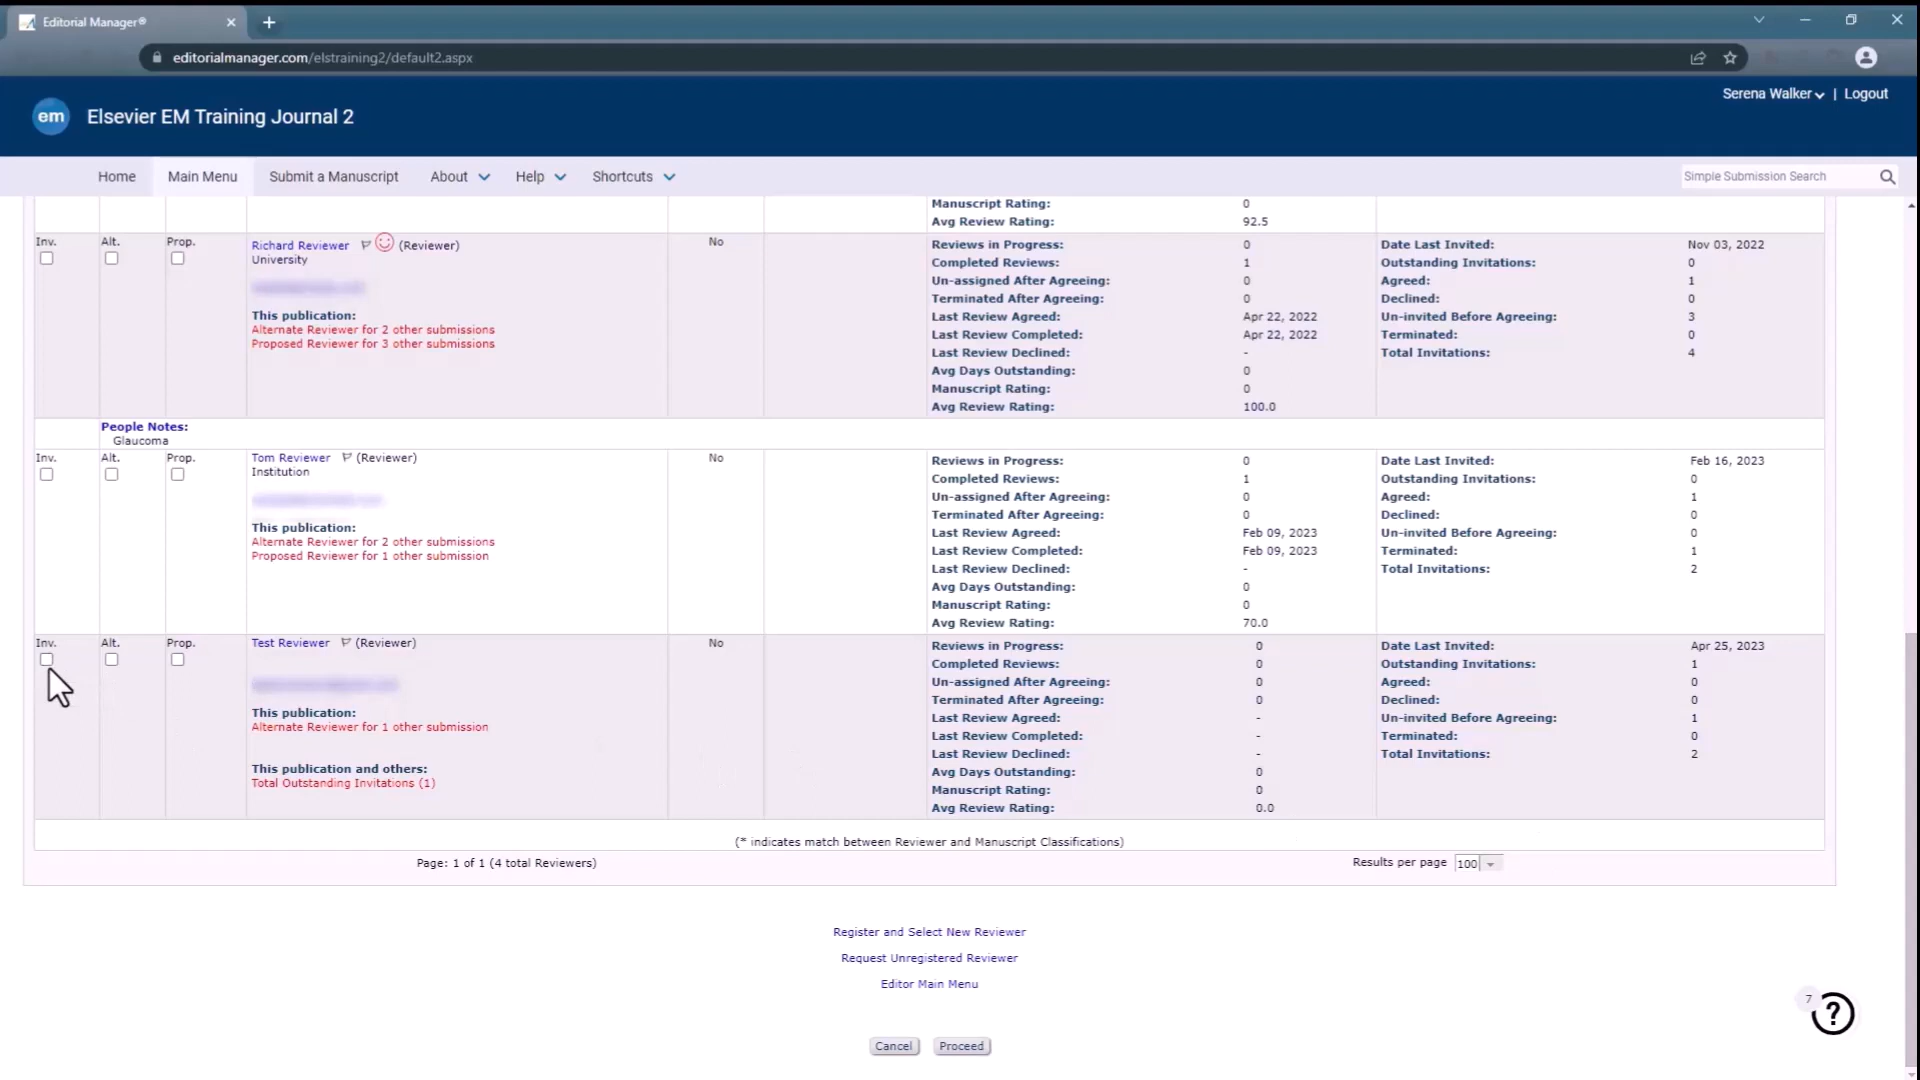 Editorial Manager®
editorialmanager.com/elstraining2/default2.aspx
Serena Walker | Logout
em Elsevier EM Training Journal 2
Home Main Menu Submit a Manuscript About Help Shortcuts Simple Submission Search
Manuscript Rating: 0
Avg Review Rating: 92.5
Inv. Alt. Prop. Richard Reviewer (Reviewer) No
University
This publication:
Alternate Reviewer for 2 other submissions
Proposed Reviewer for 3 other submissions
Reviews in Progress: 0
Completed Reviews: 1
Un-assigned After Agreeing: 0
Terminated After Agreeing: 0
Last Review Agreed: Apr 22, 2022
Last Review Completed: Apr 22, 2022
Last Review Declined: -
Avg Days Outstanding: 0
Manuscript Rating: 0
Avg Review Rating: 100.0
Date Last Invited: Nov 03, 2022
Outstanding Invitations: 0
Agreed: 1
Declined: 0
Un-invited Before Agreeing: 3
Terminated: 0
Total Invitations: 4
People Notes:
Glaucoma
Inv. Alt. Prop. Tom Reviewer (Reviewer) No
Institution
This publication:
Alternate Reviewer for 2 other submissions
Proposed Reviewer for 1 other submission
Reviews in Progress: 0
Completed Reviews: 1
Un-assigned After Agreeing: 0
Terminated After Agreeing: 0
Last Review Agreed: Feb 09, 2023
Last Review Completed: Feb 09, 2023
Last Review Declined: -
Avg Days Outstanding: 0
Manuscript Rating: 0
Avg Review Rating: 70.0
Date Last Invited: Feb 16, 2023
Outstanding Invitations: 0
Agreed: 1
Declined: 0
Un-invited Before Agreeing: 0
Terminated: 1
Total Invitations: 2
Inv. Alt. Prop. Test Reviewer (Reviewer) No
This publication:
Alternate Reviewer for 1 other submission
This publication and others:
Total Outstanding Invitations (1)
Reviews in Progress: 0
Completed Reviews: 0
Un-assigned After Agreeing: 0
Terminated After Agreeing: 0
Last Review Agreed: -
Last Review Completed: -
Last Review Declined: -
Avg Days Outstanding: 0
Manuscript Rating: 0
Avg Review Rating: 0.0
Date Last Invited: Apr 25, 2023
Outstanding Invitations: 1
Agreed: 0
Declined: 0
Un-invited Before Agreeing: 1
Terminated: 0
Total Invitations: 2
(* indicates match between Reviewer and Manuscript Classifications)
Page: 1 of 1 (4 total Reviewers) Results per page 100
Register and Select New Reviewer
Request Unregistered Reviewer
Editor Main Menu
7
?
Cancel Proceed